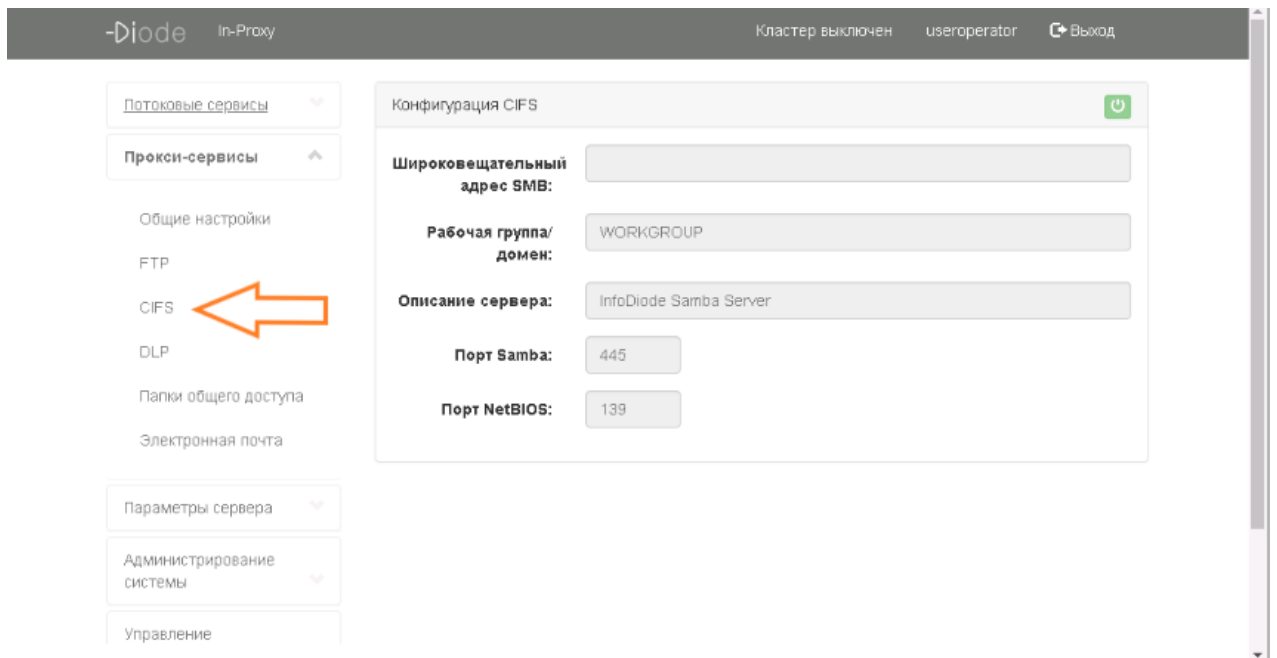 -Diode In-Proxy Кластер выключен useroperator Выход
Потоковые сервисы
Прокси-сервисы
Общие настройки
FTP
CIFS
DLP
Папки общего доступа
Электронная почта
Параметры сервера
Администрирование
системы
Управление
Конфигурация CIFS
Широковещательный
адрес SMB:
Рабочая группа/
домен:
WORKGROUP
Описание сервера:
InfoDiode Samba Server
Порт Samba:
445
Порт NetBIOS:
139